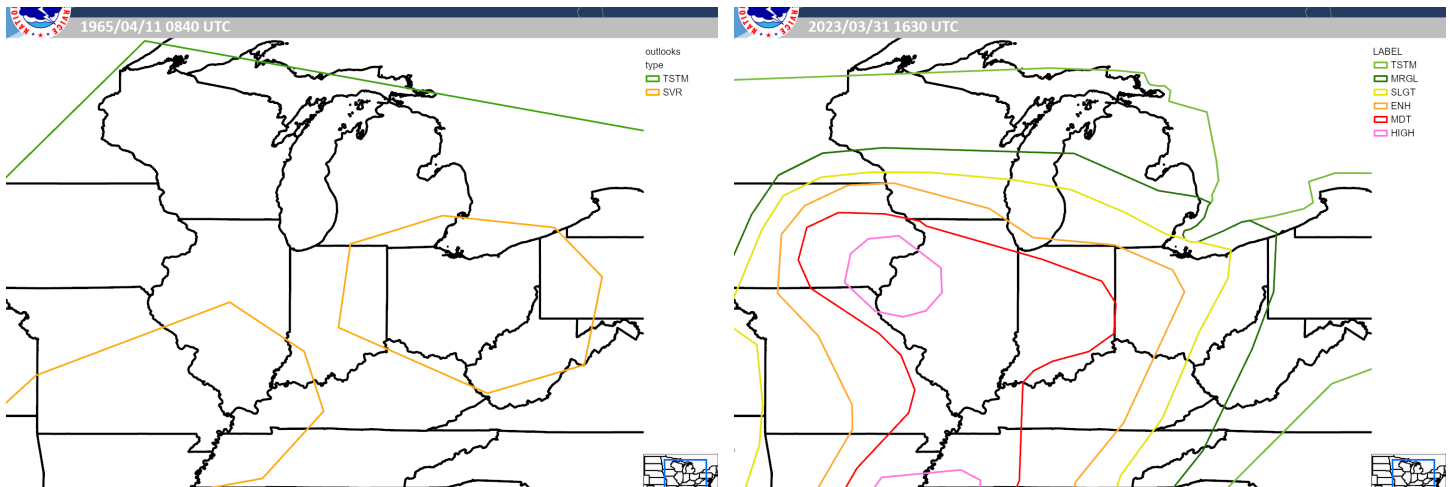 1965/04/11 0840 UTC
outlooks
type
TSTM
SVR
2023/03/31 1630 UTC
LABEL
TSTM
MRGL
SLGT
ENH
MDT
HIGH